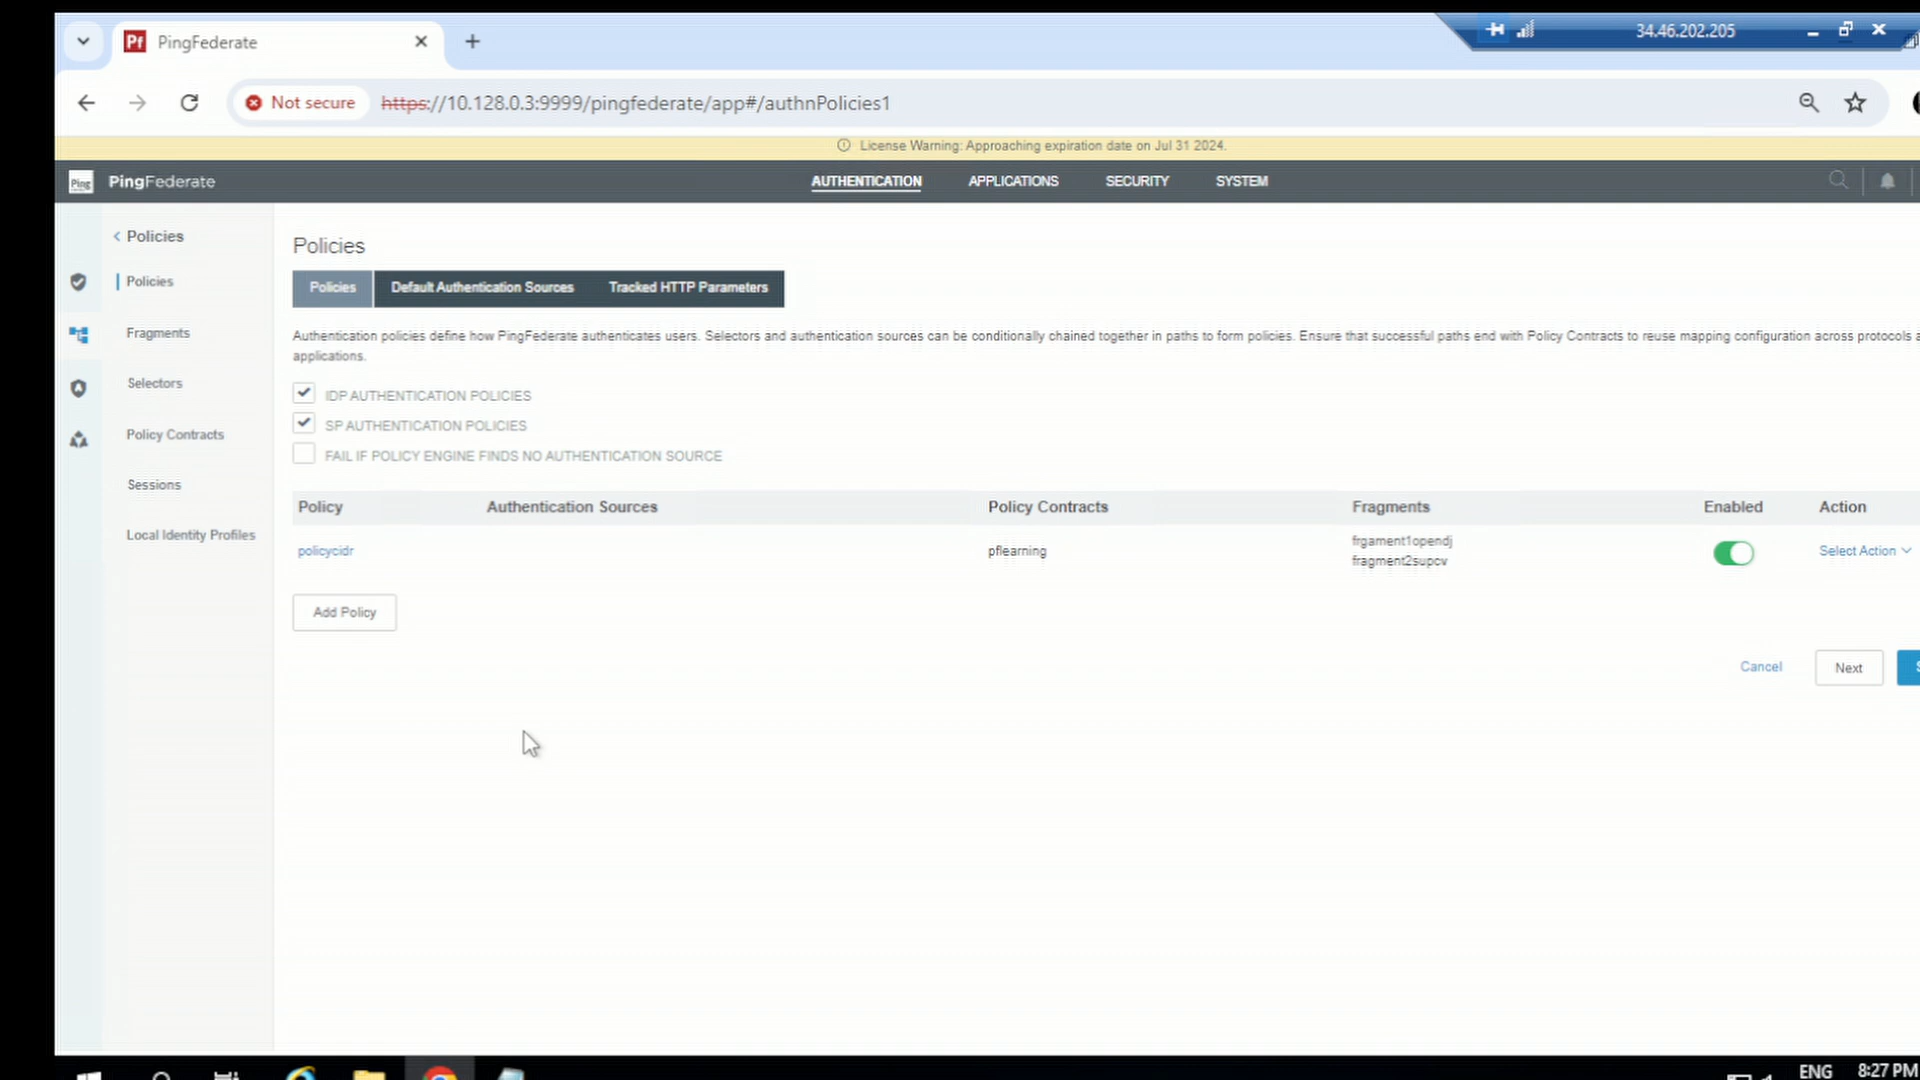 PingFederate
34.46.202.205
Not secure
https://10.128.0.3:9999/pingfederate/app#/authnPolicies1
License Warning: Approaching expiration date on Jul 31 2024.
Ping
PingFederate
AUTHENTICATION
APPLICATIONS
SECURITY
SYSTEM
< Policies
Policies
Fragments
Selectors
Policy Contracts
Sessions
Local Identity Profiles
Policies
Policies
Default Authentication Sources
Tracked HTTP Parameters
Authentication policies define how PingFederate authenticates users. Selectors and authentication sources can be conditionally chained together in paths to form policies. Ensure that successful paths end with Policy Contracts to reuse mapping configuration across protocols a
applications.
IDP AUTHENTICATION POLICIES
SP AUTHENTICATION POLICIES
FAIL IF POLICY ENGINE FINDS NO AUTHENTICATION SOURCE
Policy Authentication Sources Policy Contracts Fragments Enabled Action
policycidr pflearning frgament1opendj Select Action
fragment2supcv
Add Policy
Cancel
Next
S
ENG
8:27 PM